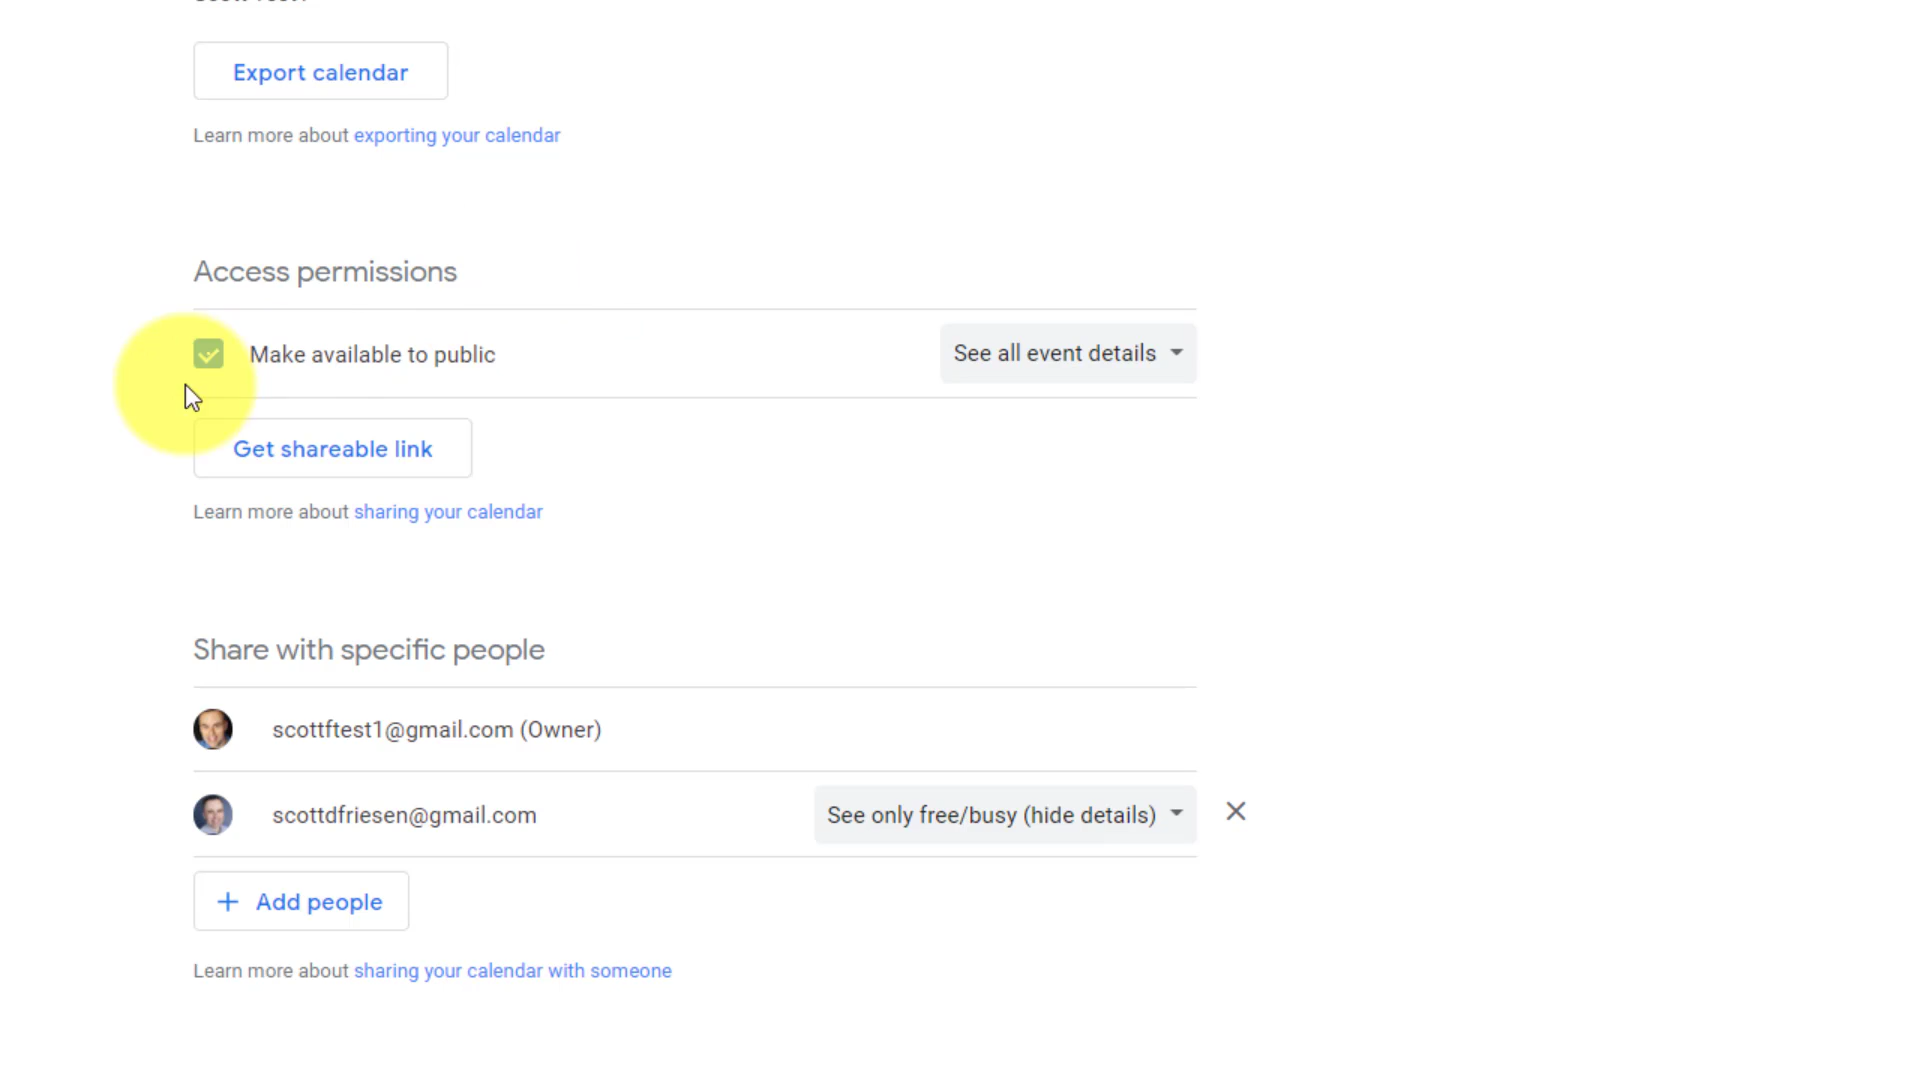 Export calendar
Learn more about exporting your calendar
Access permissions
Make available to public
See all event details
Get shareable link
Learn more about sharing your calendar
Share with specific people
scottftest1@gmail.com (Owner)
scottdfriesen@gmail.com
See only free/busy (hide details)
Add people
Learn more about sharing your calendar with someone